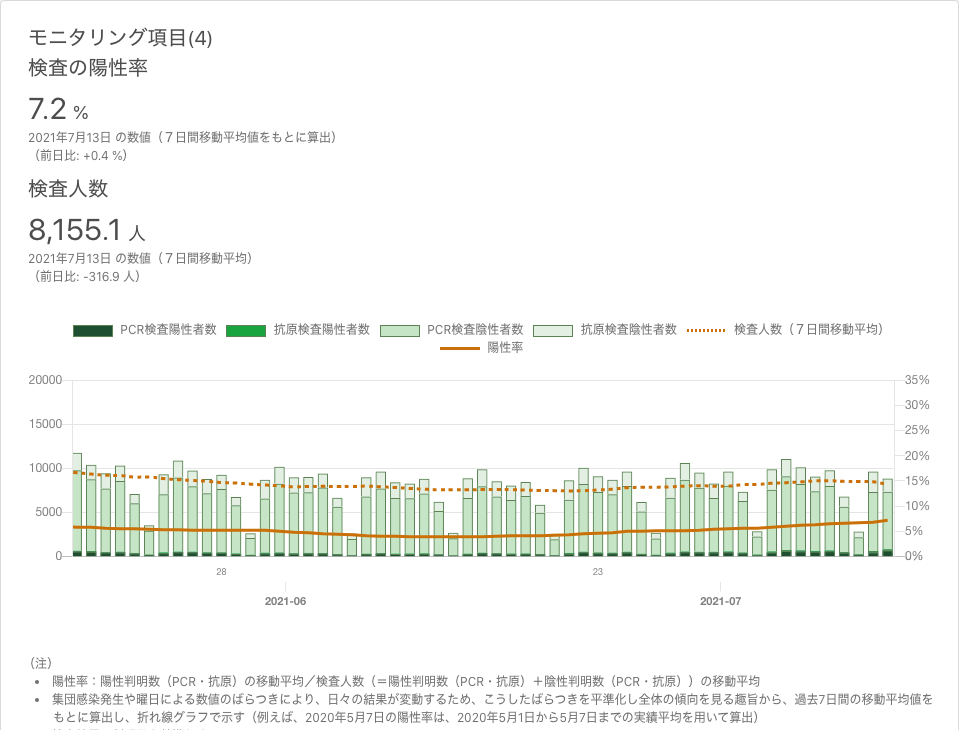 モニタリング項目(4)
検査の陽性率
7.2 %
2021年7月13日 の数値（７日間移動平均値をもとに算出）
（前日比: +0.4 %）
検査人数
8,155.1 人
2021年7月13日 の数値（７日間移動平均）
（前日比: -316.9 人）
PCR検査陽性者数 抗原検査陽性者数 PCR検査陰性者数 抗原検査陰性者数 検査人数（７日間移動平均）
陽性率
20000 35%
30%
15000 25%
20%
10000 15%
5000 10%
5%
0 0%
28 23
2021-06 2021-07
（注）
• 陽性率：陽性判明数（PCR・抗原）の移動平均／検査人数（＝陽性判明数（PCR・抗原）＋陰性判明数（PCR・抗原））の移動平均
• 集団感染発生や曜日による数値のばらつきにより、日々の結果が変動するため、こうしたばらつきを平準化し全体の傾向を見る趣旨から、過去7日間の移動平均値を
もとに算出し、折れ線グラフで示す（例えば、2020年5月7日の陽性率は、2020年5月1日から5月7日までの実績平均を用いて算出）